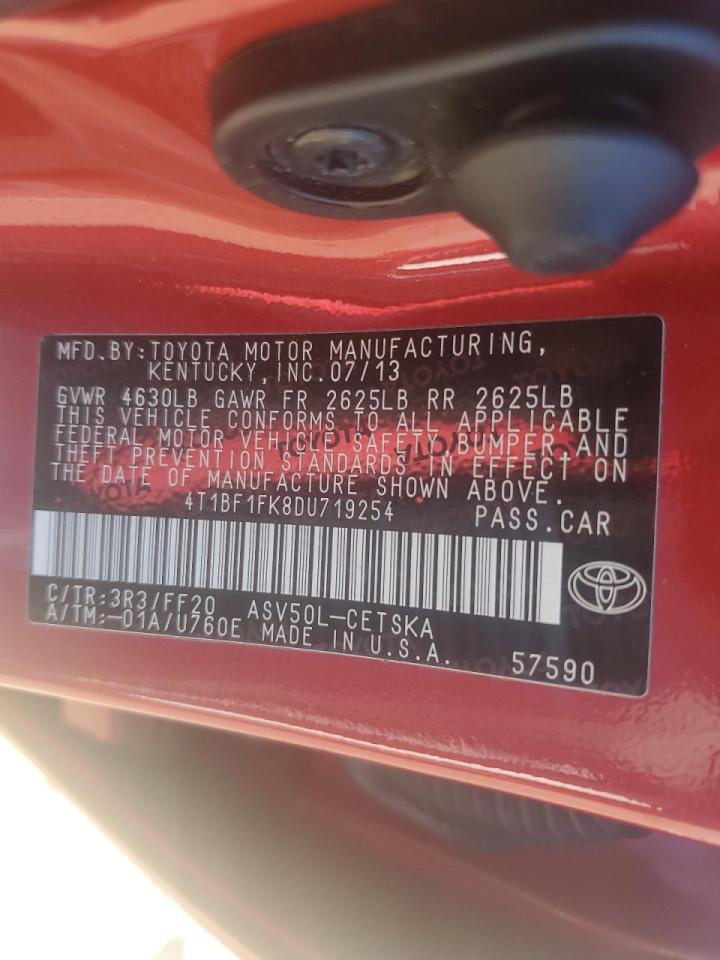 MFD.BY:TOYOTA MOTOR MANUFACTURING,
KENTUCKY,INC.07/13
GVWR 4630LB GAWR FR 2625LB RR 2625LB
THIS VEHICLE CONFORMS TO ALL APPLICABLE
FEDERAL MOTOR VEHICLE SAFETY,BUMPER,AND
THEFT PREVENTION STANDARDS IN EFFECT ON
THE DATE OF MANUFACTURE SHOWN ABOVE.
4T1BF1FK8DU719254 PASS.CAR
C/TR:3R3/FF20 ASV50L-CETSKA
A/TM:-01A/U760E MADE IN U.S.A. 57590